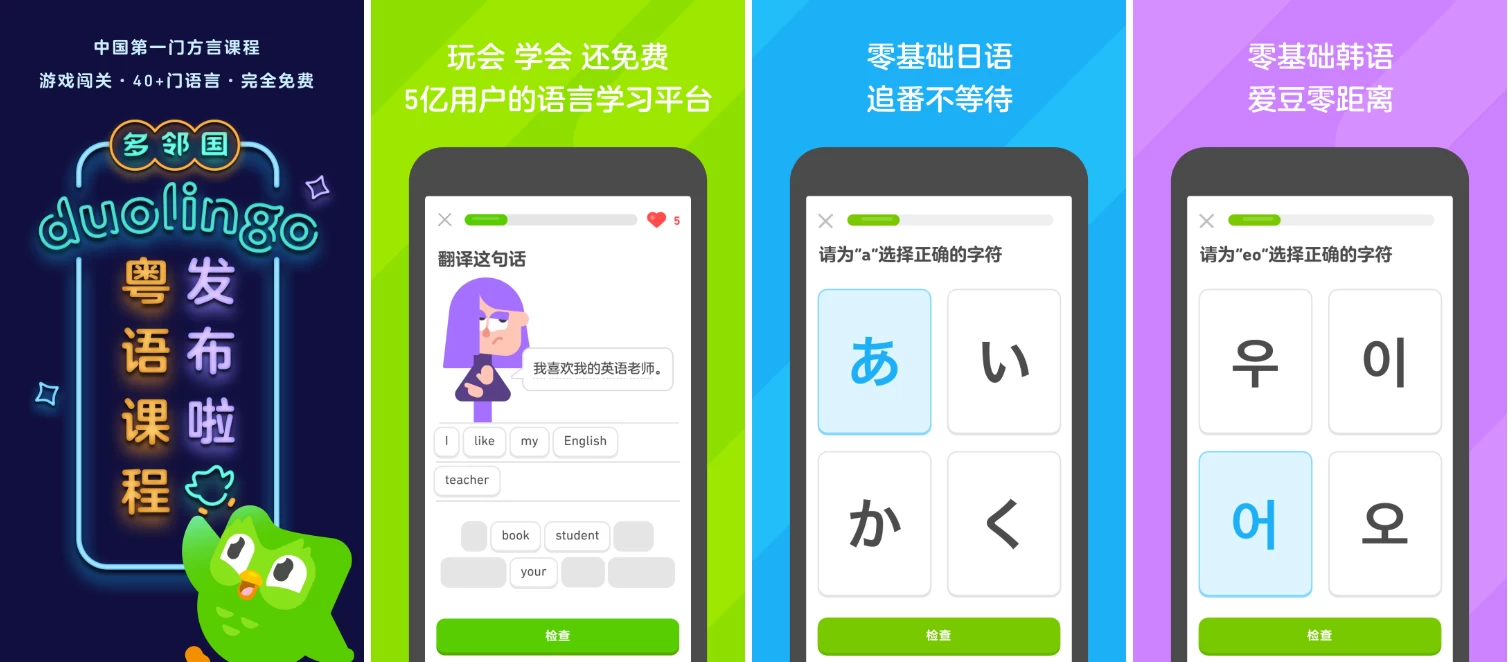 中国第一门方言课程
游戏闯关·40+门语言·完全免费
多邻国
duolingo
发布啦
粤语课程
玩会 学会 还免费
5亿用户的语言学习平台
5
翻译这句话
我喜欢我的英语老师。
I like my English
teacher
book student
your
检查
零基础日语
追番不等待
请为“a”选择正确的字符
あ い
か く
检查
零基础韩语
爱豆零距离
请为“eo”选择正确的字符
우 이
어 오
检查